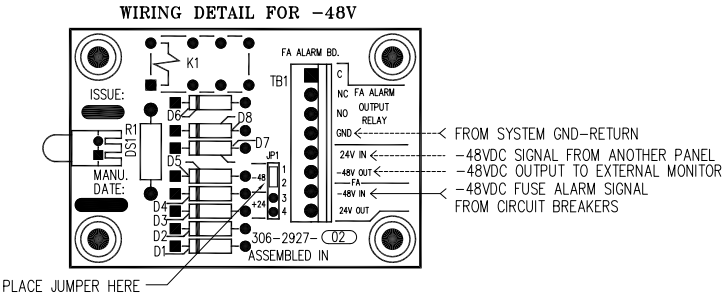 WIRING DETAIL FOR -48V
FA ALARM BD.
K1
TB1
C
NC FA ALARM
OUTPUT
NO RELAY
GND
FROM SYSTEM GND-RETURN
24V IN
-48VDC SIGNAL FROM ANOTHER PANEL
-48V OUT
-48VDC OUTPUT TO EXTERNAL MONITOR
FA
-48V IN
-48VDC FUSE ALARM SIGNAL
FROM CIRCUIT BREAKERS
24V OUT
ISSUE:
R1
DS1
MANU.
DATE:
D6
D8
D7
D5
JP1
-48
1
2
+24
3
4
D4
D3
D2
D1
306-2927- 02
ASSEMBLED IN
PLACE JUMPER HERE